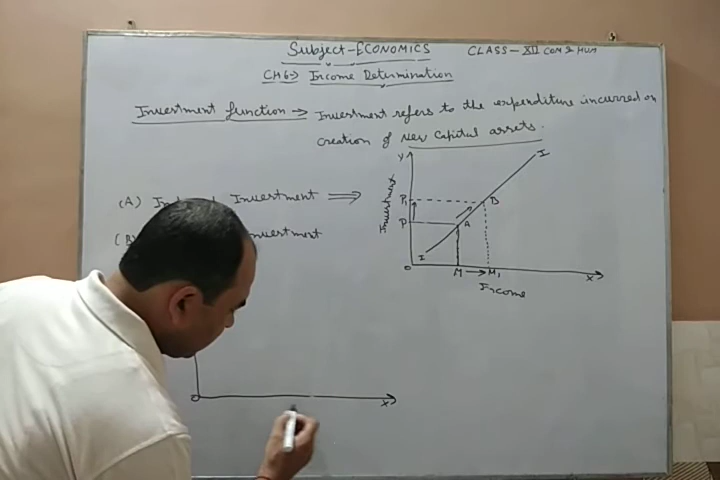 Subject-ECONOMICS CLASS-XII COM & HUM
CH6→ Income Determination
Investment function → Investment refers to the expenditure incurred on
creation of New Capital assets.
(A) Investment ⇒
(B) Investment
Y
I
Investment
P1
B
P
A
I
O
M → M1
X
Income
O
X